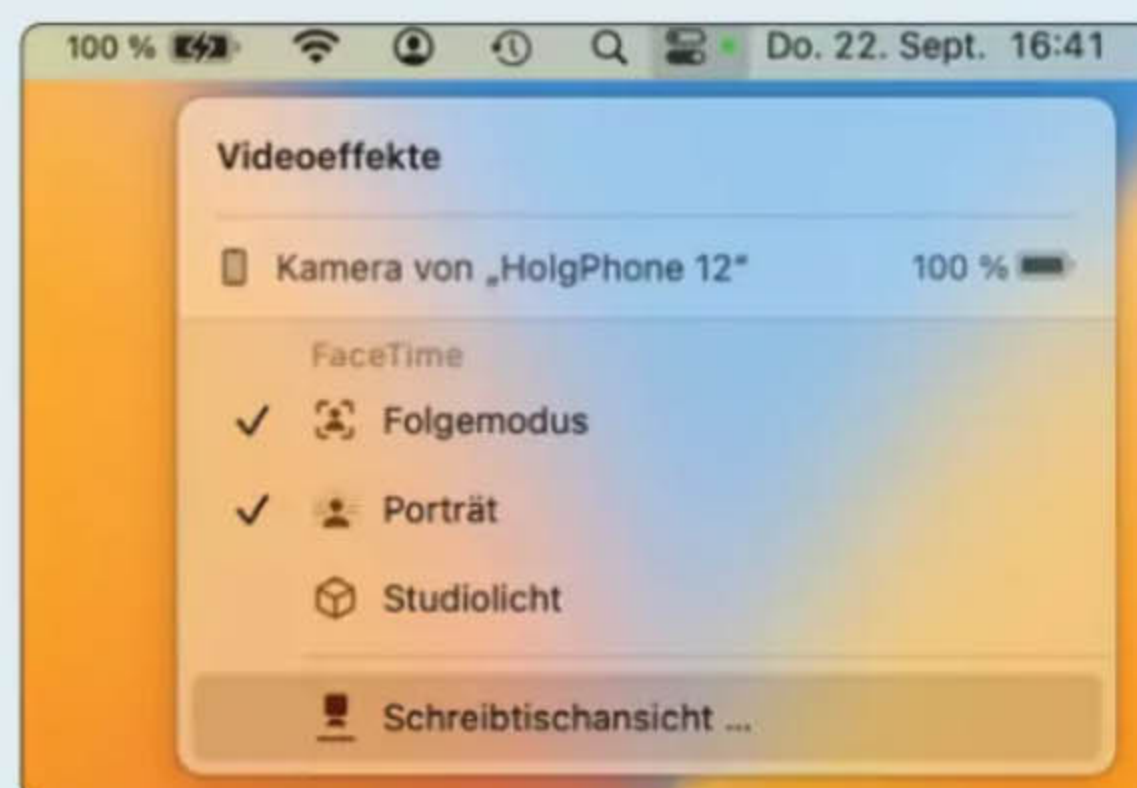 100 % Do. 22. Sept. 16:41
Videoeffekte
Kamera von „HolgPhone 12“ 100 %
FaceTime
Folgemodus
Porträt
Studiolicht
Schreibtischansicht ...